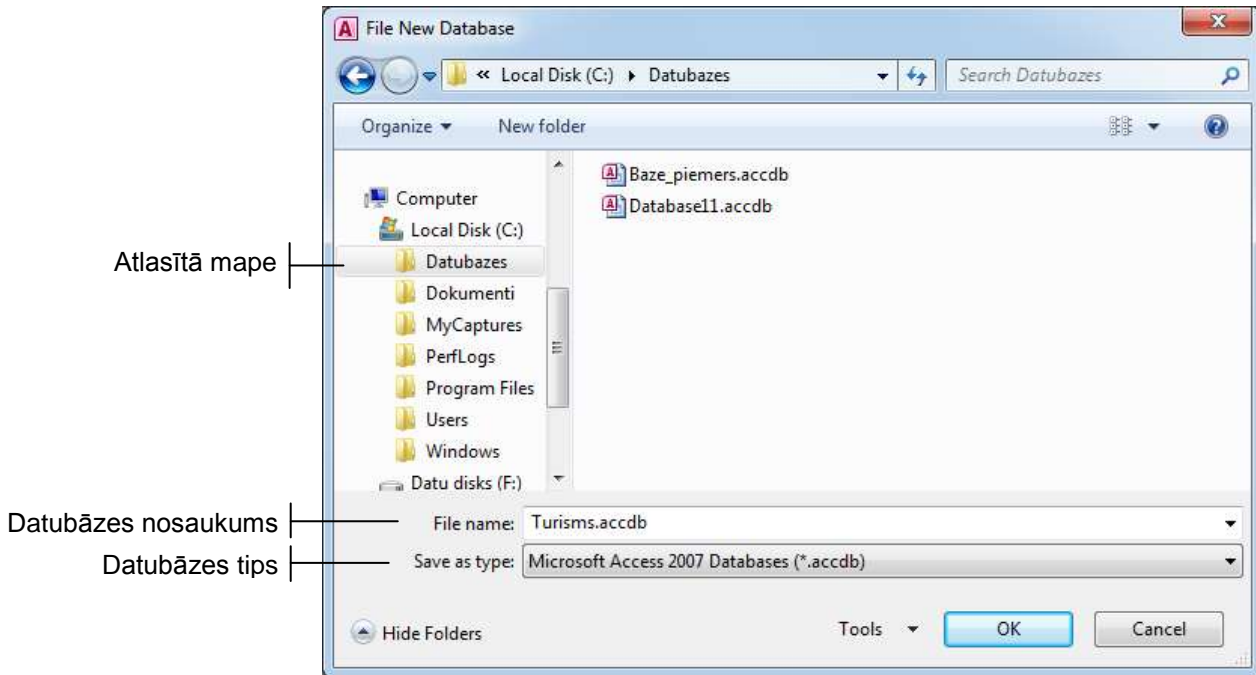 File New Database
« Local Disk (C:) Datubazes
Search Datubazes
Organize
New folder
Computer
Local Disk (C:)
Datubazes
Dokumenti
MyCaptures
PerfLogs
Program Files
Users
Windows
Datu disks (F:)
Baze_piemers.accdb
Database11.accdb
Atlasītā mape
Datubāzes nosaukums
File name: Turisms.accdb
Datubāzes tips
Save as type: Microsoft Access 2007 Databases (*.accdb)
Hide Folders
Tools
OK
Cancel